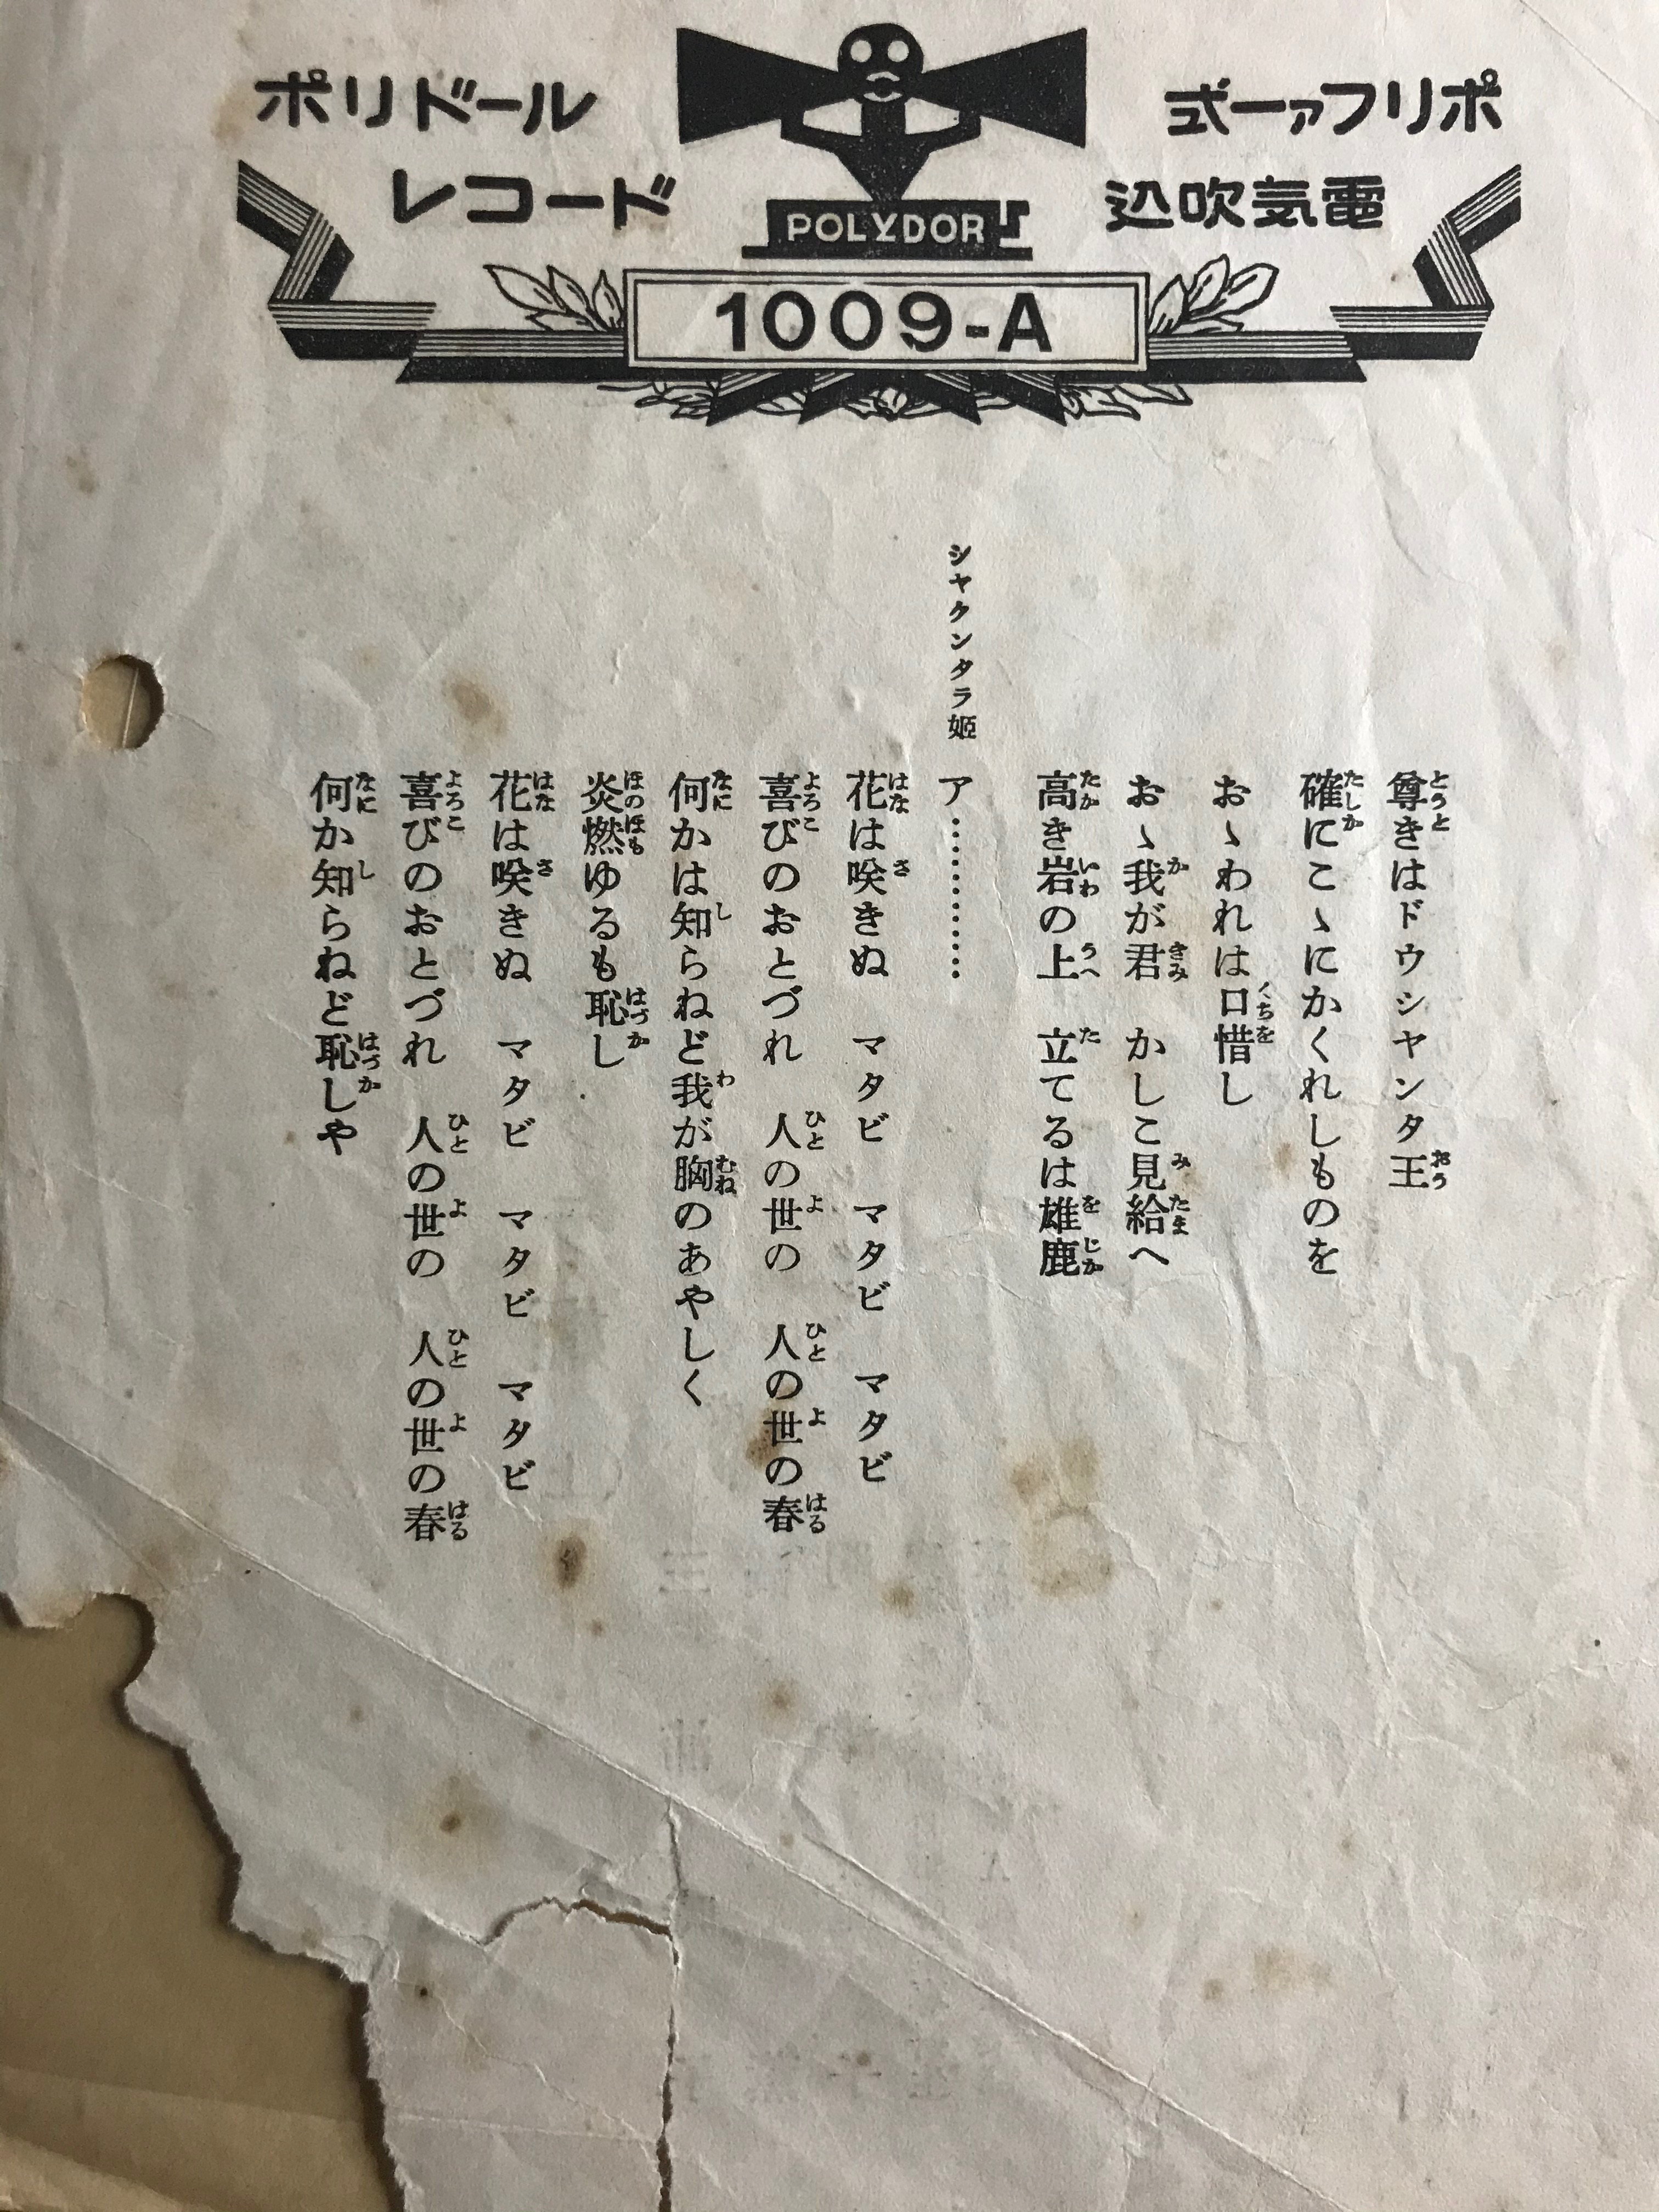 ポリドール
レコード
ポリファー式
電気吹込
POLYDOR
1009-A
尊きはドウシヤンタ王
確にこゝにかくれしものを
おゝわれは口惜し
おゝ我が君　かしこ見給へ
高き岩の上　立てるは雄鹿
シヤクンタラ姫　ア…………
花は咲きぬ　マタビ　マタビ　マタビ
喜びのおとづれ　人の世の　人の世の春
何かは知らねど我が胸のあやしく
炎燃ゆるも恥し
花は咲きぬ　マタビ　マタビ　マタビ
喜びのおとづれ　人の世の　人の世の春
何か知らねど恥しや